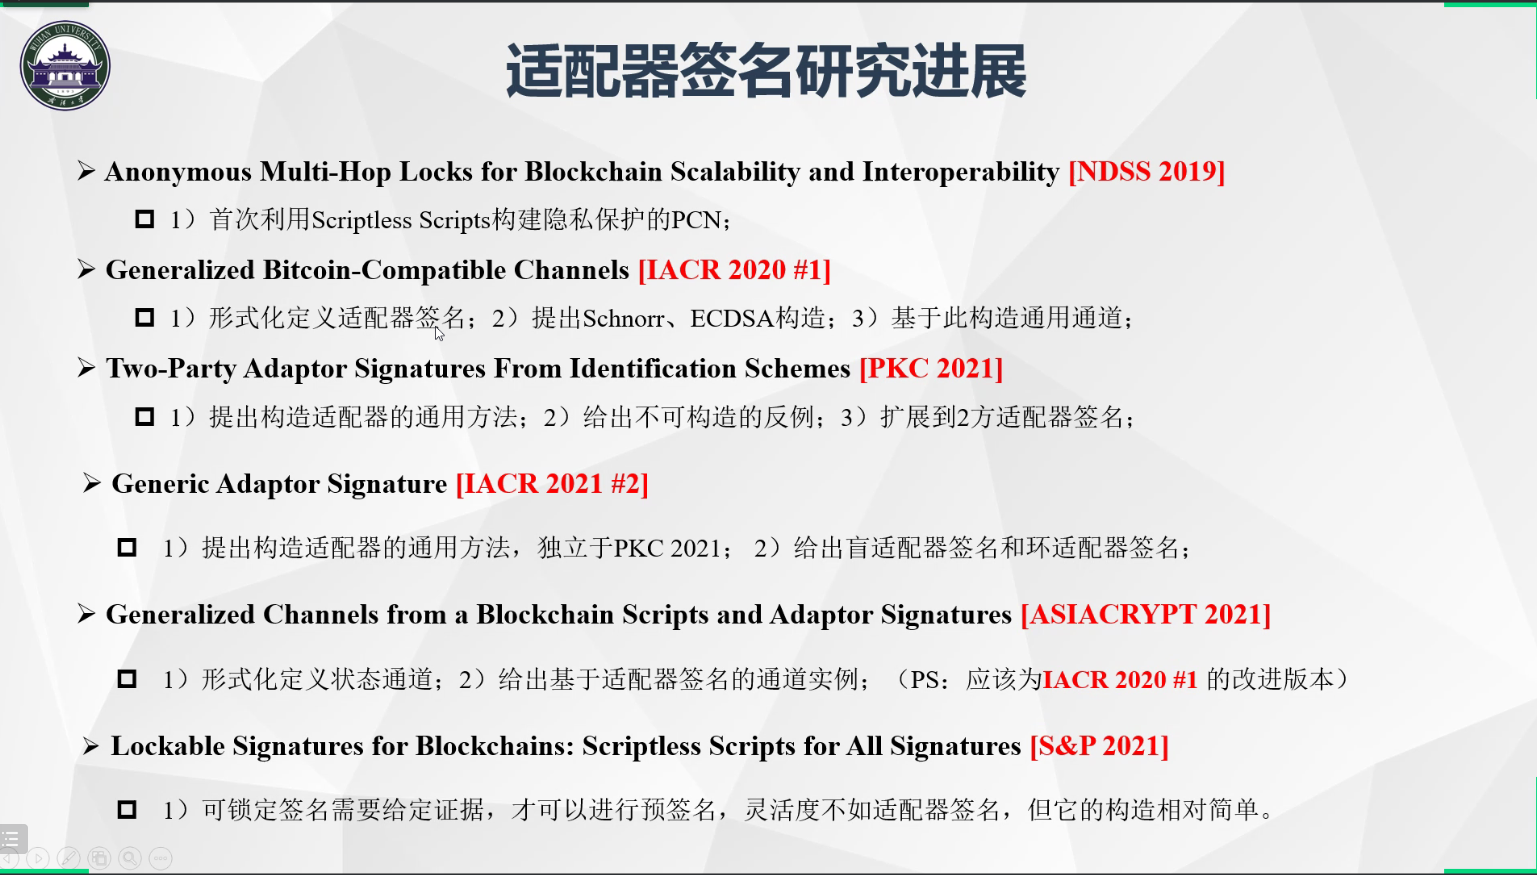 WUHAN UNIVERSITY
1893
武汉大学
适配器签名研究进展
➢ Anonymous Multi-Hop Locks for Blockchain Scalability and Interoperability [NDSS 2019]
1）首次利用Scriptless Scripts构建隐私保护的PCN；
➢ Generalized Bitcoin-Compatible Channels [IACR 2020 #1]
1）形式化定义适配器签名；2）提出Schnorr、ECDSA构造；3）基于此构造通用通道；
➢ Two-Party Adaptor Signatures From Identification Schemes [PKC 2021]
1）提出构造适配器的通用方法；2）给出不可构造的反例；3）扩展到2方适配器签名；
➢ Generic Adaptor Signature [IACR 2021 #2]
1）提出构造适配器的通用方法，独立于PKC 2021； 2）给出盲适配器签名和环适配器签名；
➢ Generalized Channels from a Blockchain Scripts and Adaptor Signatures [ASIACRYPT 2021]
1）形式化定义状态通道；2）给出基于适配器签名的通道实例；（PS：应该为IACR 2020 #1 的改进版本）
➢ Lockable Signatures for Blockchains: Scriptless Scripts for All Signatures [S&P 2021]
1）可锁定签名需要给定证据，才可以进行预签名，灵活度不如适配器签名，但它的构造相对简单。